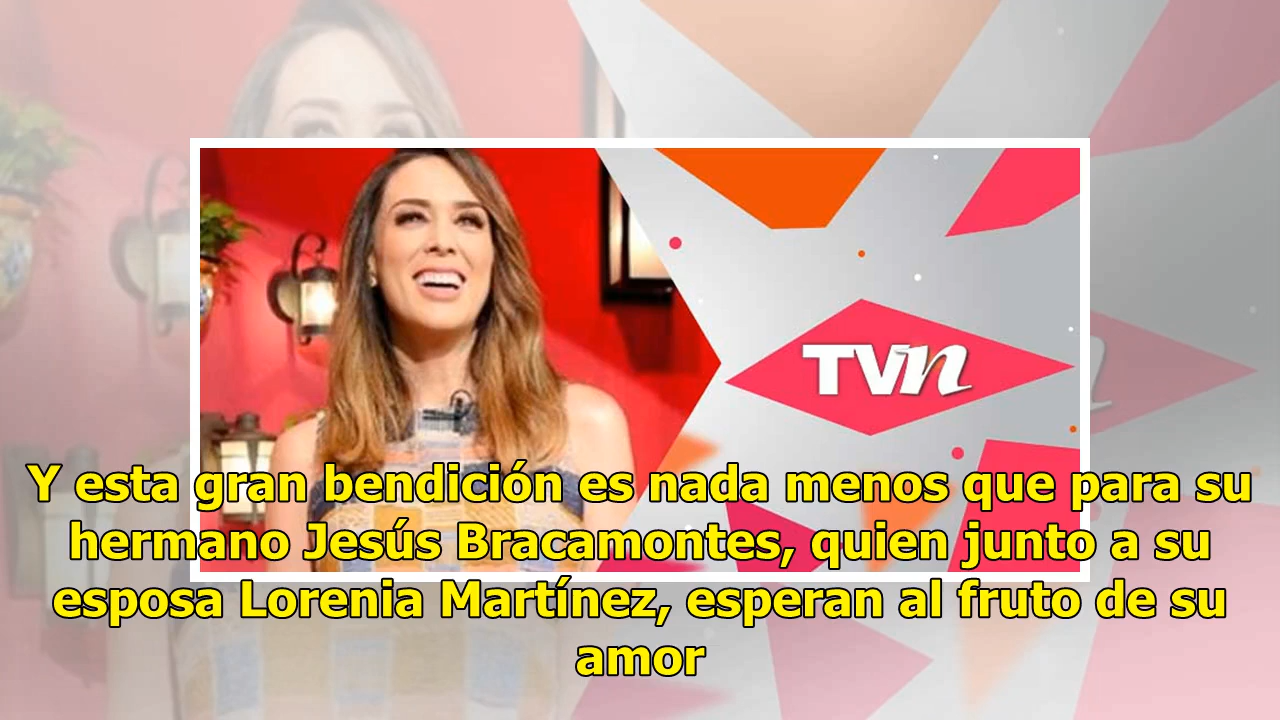 TVn
Y esta gran bendición es nada menos que para su
hermano Jesús Bracamontes, quien junto a su
esposa Lorenia Martínez, esperan al fruto de su
amor